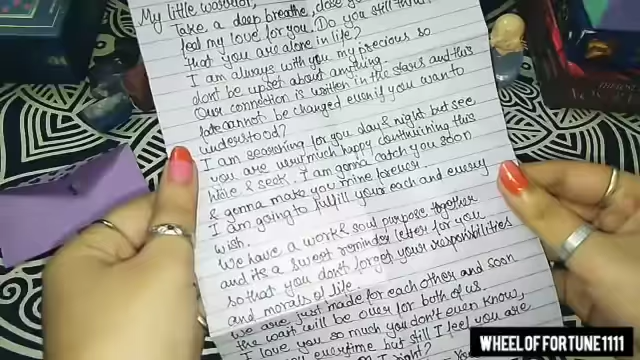 My little warrior,
Take a deep breathe, close
feel my love for you. Do you still think
that you are alone in life?
I am always with you my precious so
don't be upset about anything.
Our connection is written in the stars and this
fate cannot be changed even if you want to
understood?
I am searching for you day & night but see
you are very much happy continuining this
Hide & seek. I am gonna catch you soon
& gonna make you mine forever.
I am going to fulfill your each and every
wish.
We have a work & soul purpose together
and its a sweet reminder letter for you
so that you don't forget your responsibilities
and morals of life.
We are just made for each other and soon
the wait will be over for both of us.
I love you so much you don't even know,
you everytime but still I feel you are
I right?
WHEEL OF FORTUNE1111